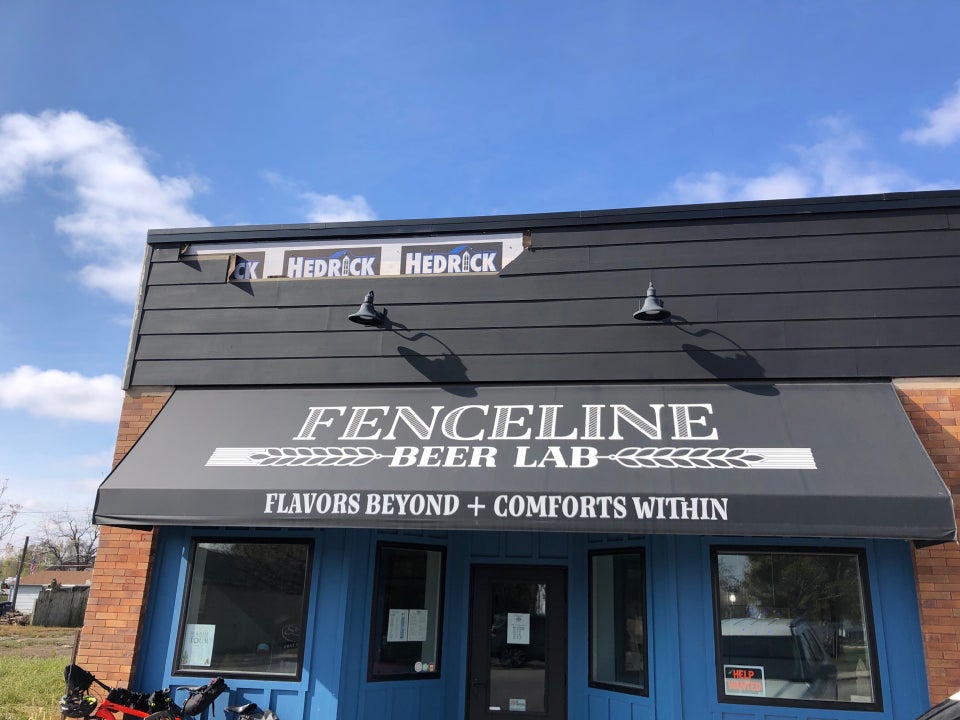 CK HEDRICK HEDRICK
FENCELINE
BEER LAB
FLAVORS BEYOND + COMFORTS WITHIN
HELP
WANTED